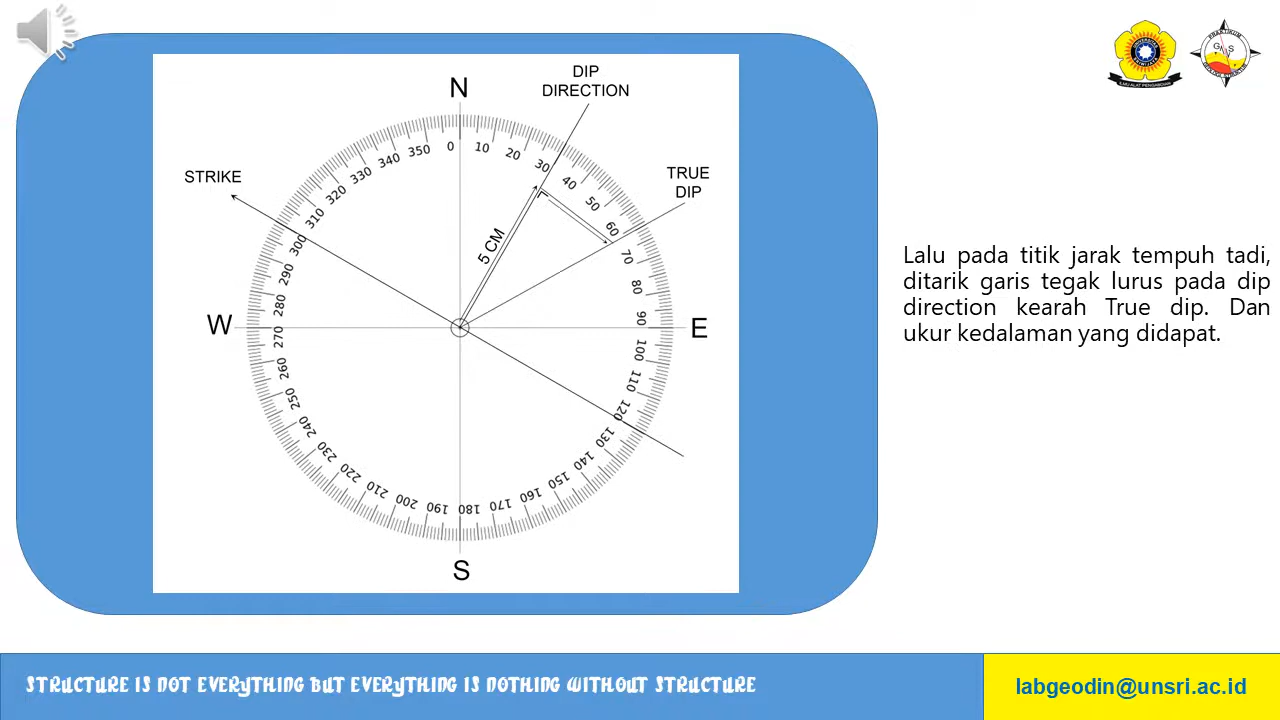 N
DIP
DIRECTION
STRIKE
TRUE
DIP
5 CM
W
E
S
0
10
20
30
40
50
60
70
80
90
100
110
120
130
140
150
160
170
180
190
200
210
220
230
240
250
260
270
280
290
300
310
320
330
340
350
Lalu pada titik jarak tempuh tadi,
ditarik garis tegak lurus pada dip
direction kearah True dip. Dan
ukur kedalaman yang didapat.
STRUCTURE IS NOT EVERYTHING BUT EVERYTHING IS NOTHING WITHOUT STRUCTURE
labgeodin@unsri.ac.id